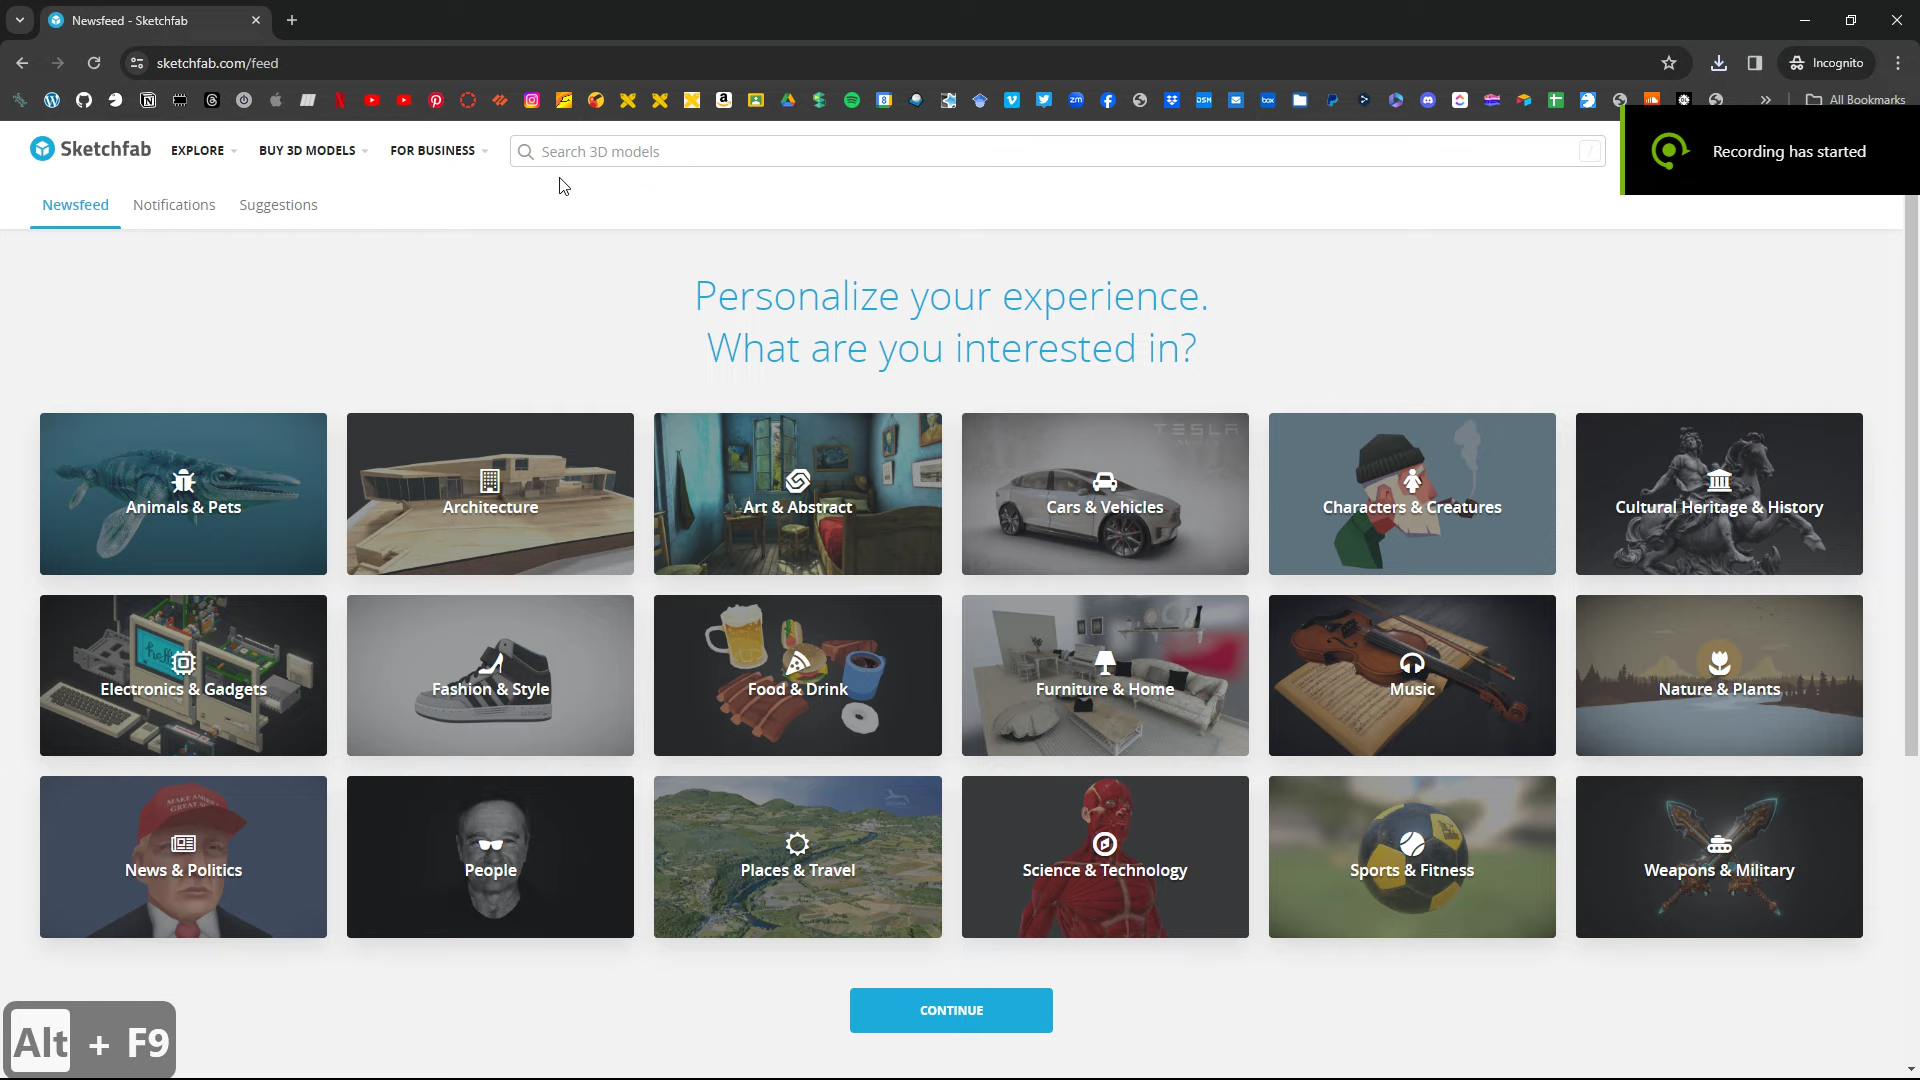 Newsfeed - Sketchfab
sketchfab.com/feed
Incognito
All Bookmarks
Sketchfab
EXPLORE
BUY 3D MODELS
FOR BUSINESS
Search 3D models
/
Recording has started
Newsfeed
Notifications
Suggestions
Personalize your experience.
What are you interested in?
TESLA
Animals & Pets
Architecture
Art & Abstract
Cars & Vehicles
Characters & Creatures
Cultural Heritage & History
hello
Electronics & Gadgets
Fashion & Style
Food & Drink
Furniture & Home
Music
Nature & Plants
News & Politics
People
Places & Travel
Science & Technology
Sports & Fitness
Weapons & Military
CONTINUE
Alt + F9